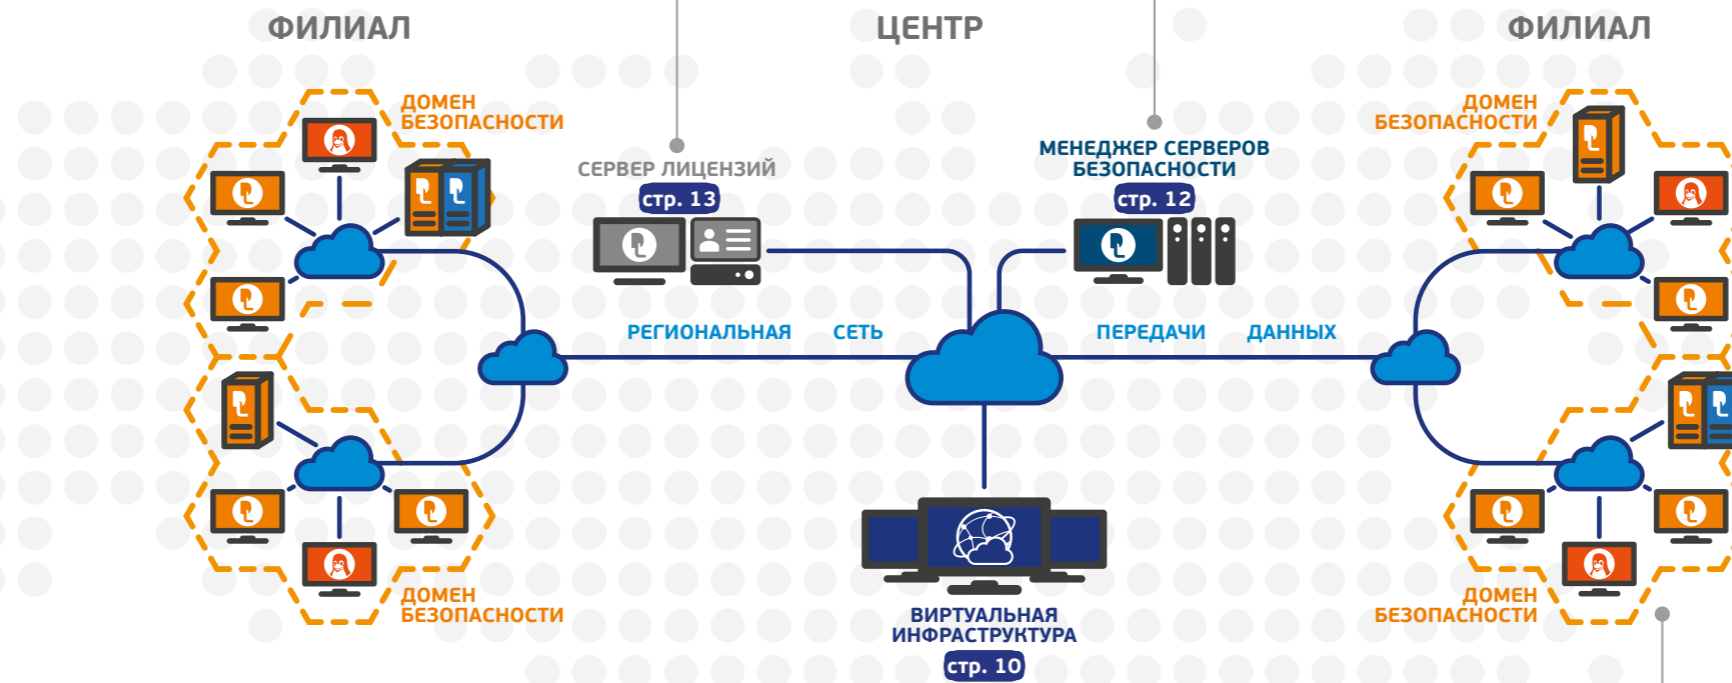 ФИЛИАЛ
ЦЕНТР
ФИЛИАЛ
ДОМЕН
БЕЗОПАСНОСТИ
ДОМЕН
БЕЗОПАСНОСТИ
СЕРВЕР ЛИЦЕНЗИЙ
стр. 13
МЕНЕДЖЕР СЕРВЕРОВ
БЕЗОПАСНОСТИ
стр. 12
РЕГИОНАЛЬНАЯ СЕТЬ ПЕРЕДАЧИ ДАННЫХ
ДОМЕН
БЕЗОПАСНОСТИ
ВИРТУАЛЬНАЯ
ИНФРАСТРУКТУРА
стр. 10
ДОМЕН
БЕЗОПАСНОСТИ